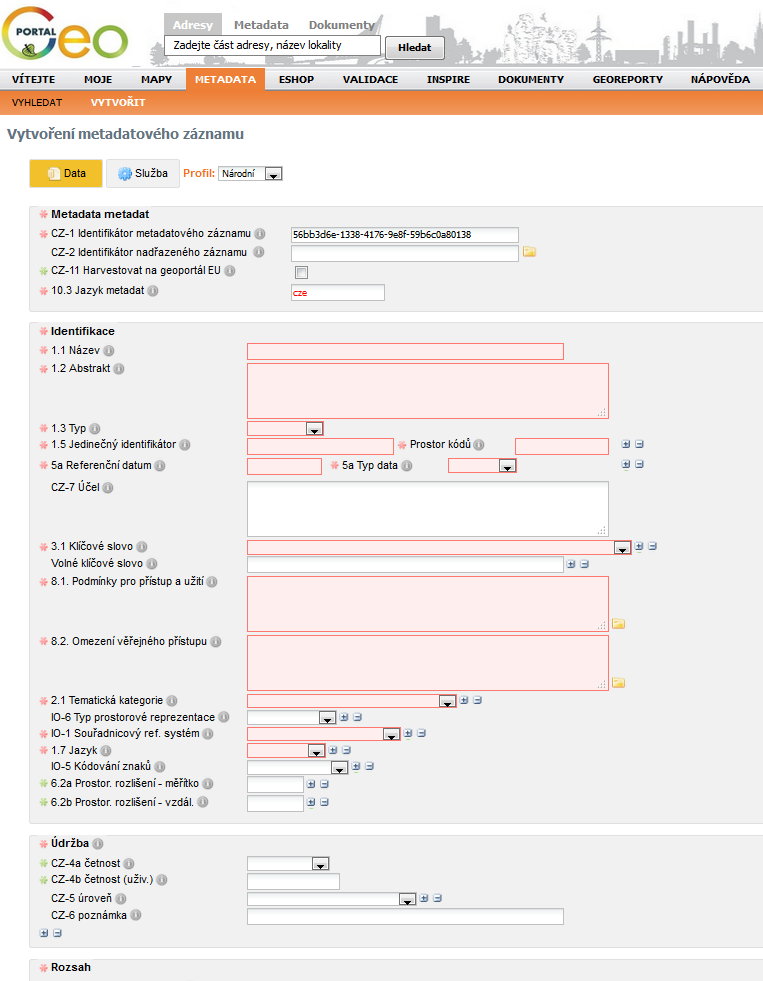 PORTAL
Geo
Adresy Metadata Dokumenty
Zadejte část adresy, název lokality Hledat
VÍTEJTE MOJE MAPY METADATA ESHOP VALIDACE INSPIRE DOKUMENTY GEOREPORTY NÁPOVĚDA
VYHLEDAT VYTVOŘIT
Vytvoření metadatového záznamu
Data Služba Profil: Národní
Metadata metadat
CZ-1 Identifikátor metadatového záznamu 56bb3d6e-1338-4176-9e8f-59b6c0a80138
CZ-2 Identifikátor nadřazeného záznamu
CZ-11 Harvestovat na geoportál EU
10.3 Jazyk metadat cze
Identifikace
1.1 Název
1.2 Abstrakt
1.3 Typ
1.5 Jedinečný identifikátor Prostor kódů
5a Referenční datum 5a Typ data
CZ-7 Účel
3.1 Klíčové slovo
Volné klíčové slovo
8.1. Podmínky pro přístup a užití
8.2. Omezení věřejného přístupu
2.1 Tematická kategorie
IO-6 Typ prostorové reprezentace
IO-1 Souřadnicový ref. systém
1.7 Jazyk
IO-5 Kódování znaků
6.2a Prostor. rozlišení - měřítko
6.2b Prostor. rozlišení - vzdál.
Údržba
CZ-4a četnost
CZ-4b četnost (uživ.)
CZ-5 úroveň
CZ-6 poznámka
Rozsah